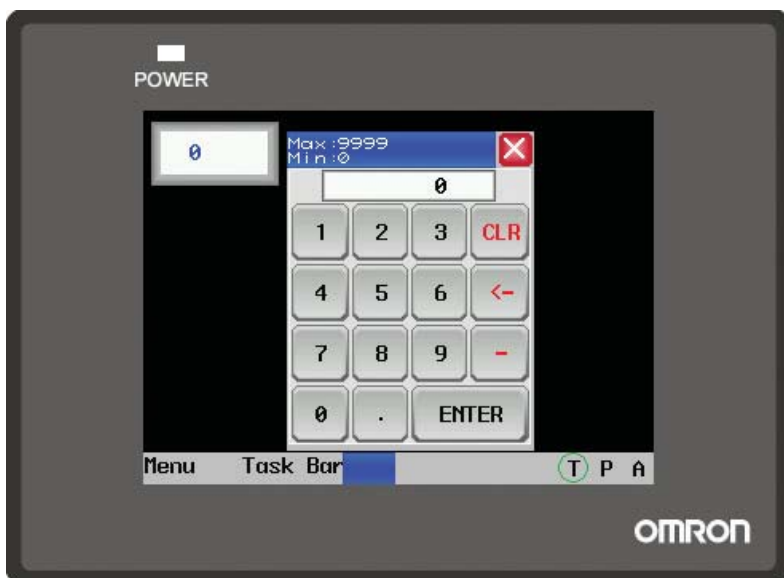 POWER
0
Max:9999
Min:0
0
1 2 3 CLR
4 5 6 <-
7 8 9 -
0 . ENTER
Menu Task Bar T P A
OMRON